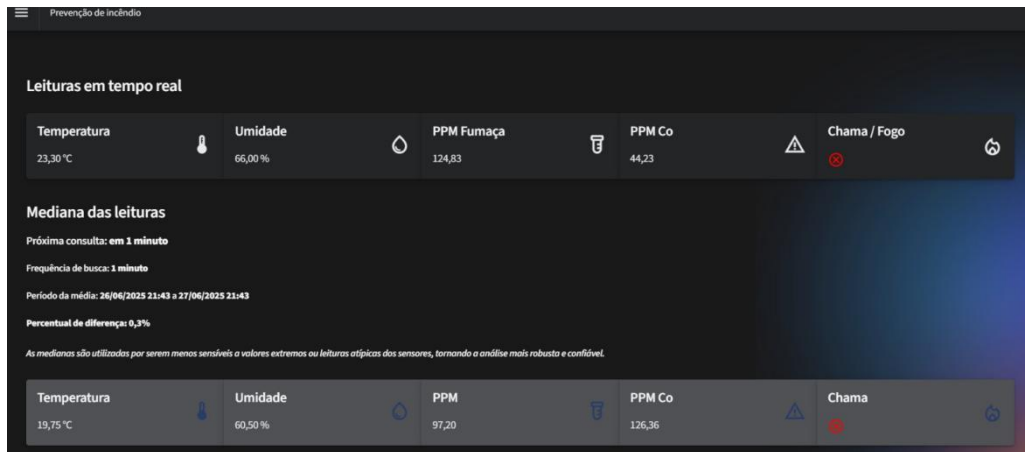 Prevenção de incêndio
Leituras em tempo real
Temperatura Umidade PPM Fumaça PPM Co Chama / Fogo
23,30 ºC 66,00 % 124,83 44,23
Mediana das leituras
Próxima consulta: em 1 minuto
Frequência de busca: 1 minuto
Período da média: 26/06/2025 21:43 a 27/06/2025 21:43
Percentual de diferença: 0,3%
As medianas são utilizadas por serem menos sensíveis a valores extremos ou leituras atípicas dos sensores, tornando a análise mais robusta e confiável.
Temperatura Umidade PPM PPM Co Chama
19,75 ºC 60,50 % 97,20 126,36